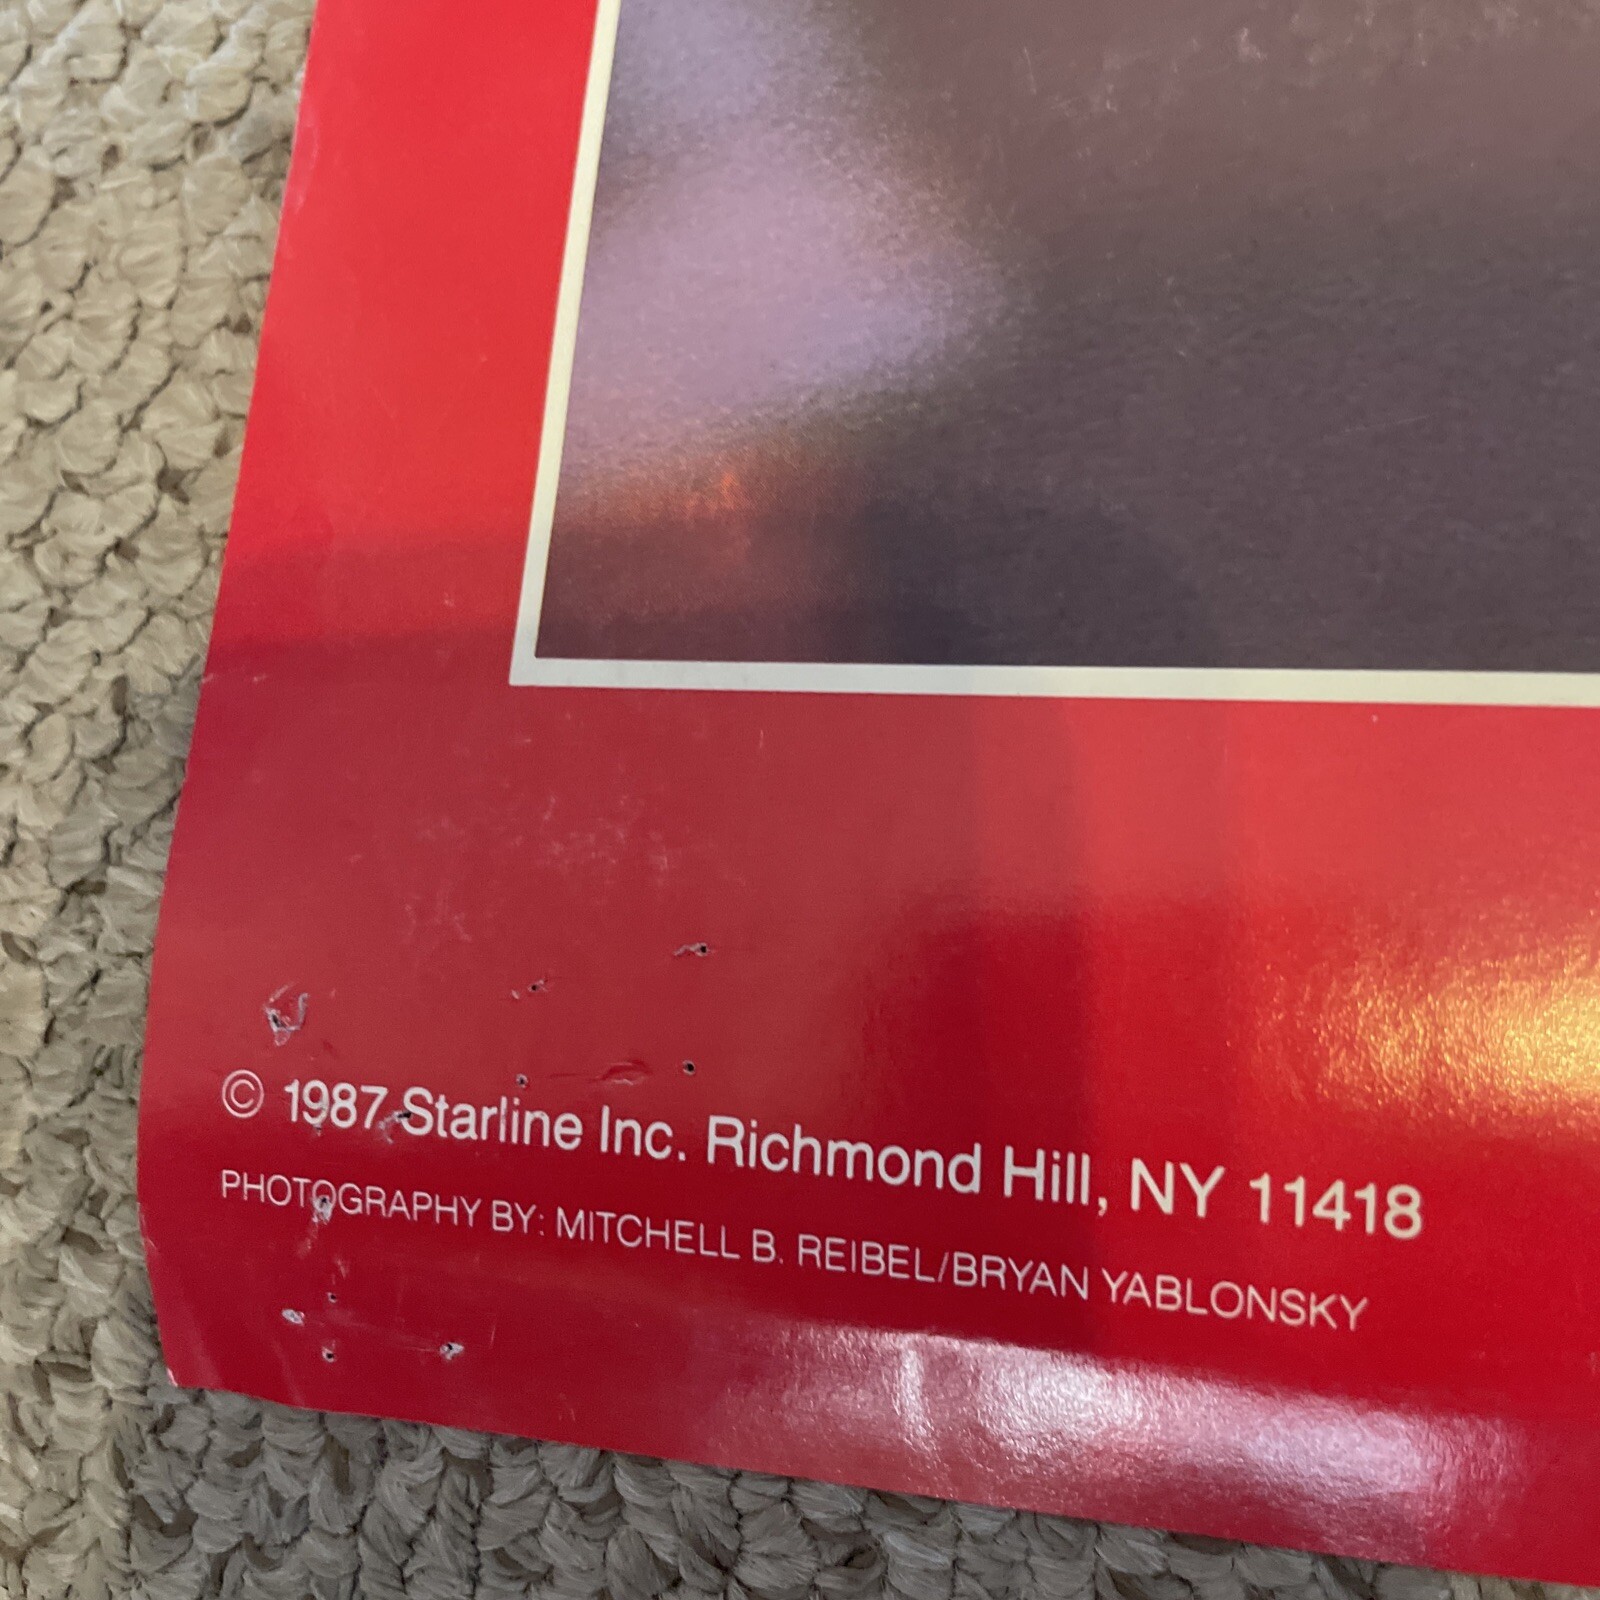 © 1987 Starline Inc. Richmond Hill, NY 11418
PHOTOGRAPHY BY: MITCHELL B. REIBEL/BRYAN YABLONSKY